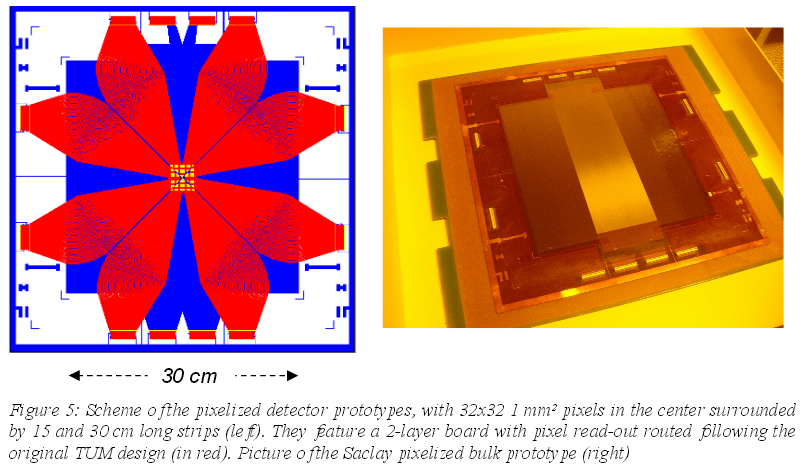 30 cm
Figure 5: Scheme of the pixelized detector prototypes, with 32x32 1 mm² pixels in the center surrounded
by 15 and 30 cm long strips (left). They feature a 2-layer board with pixel read-out routed following the
original TUM design (in red). Picture of the Saclay pixelized bulk prototype (right)